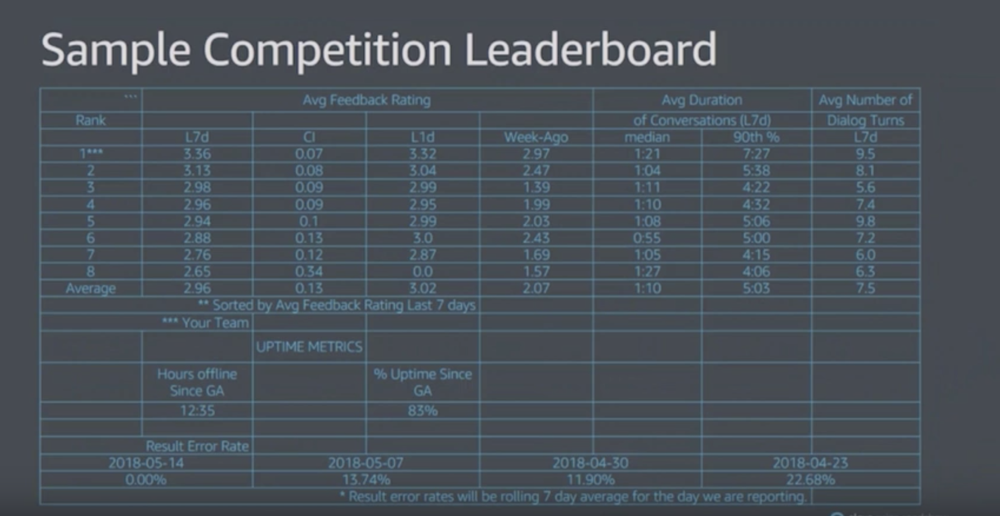 Sample Competition Leaderboard
``` Avg Feedback Rating Avg Duration Avg Number of
Rank of Conversations (L7d) Dialog Turns
L7d CI L1d Week-Ago median 90th % L7d
1*** 3.36 0.07 3.32 2.97 1:21 7:27 9.5
2 3.13 0.08 3.04 2.47 1:04 5:38 8.1
3 2.98 0.09 2.99 1.39 1:11 4:22 5.6
4 2.96 0.09 2.95 1.99 1:10 4:32 7.4
5 2.94 0.1 2.99 2.03 1:08 5:06 9.8
6 2.88 0.13 3.0 2.43 0:55 5:00 7.2
7 2.76 0.12 2.87 1.69 1:05 4:15 6.0
8 2.65 0.34 0.0 1.57 1:27 4:06 6.3
Average 2.96 0.13 3.02 2.07 1:10 5:03 7.5
** Sorted by Avg Feedback Rating Last 7 days
*** Your Team
UPTIME METRICS
Hours offline % Uptime Since
Since GA GA
12:35 83%
Result Error Rate
2018-05-14 2018-05-07 2018-04-30 2018-04-23
0.00% 13.74% 11.90% 22.68%
* Result error rates will be rolling 7 day average for the day we are reporting.